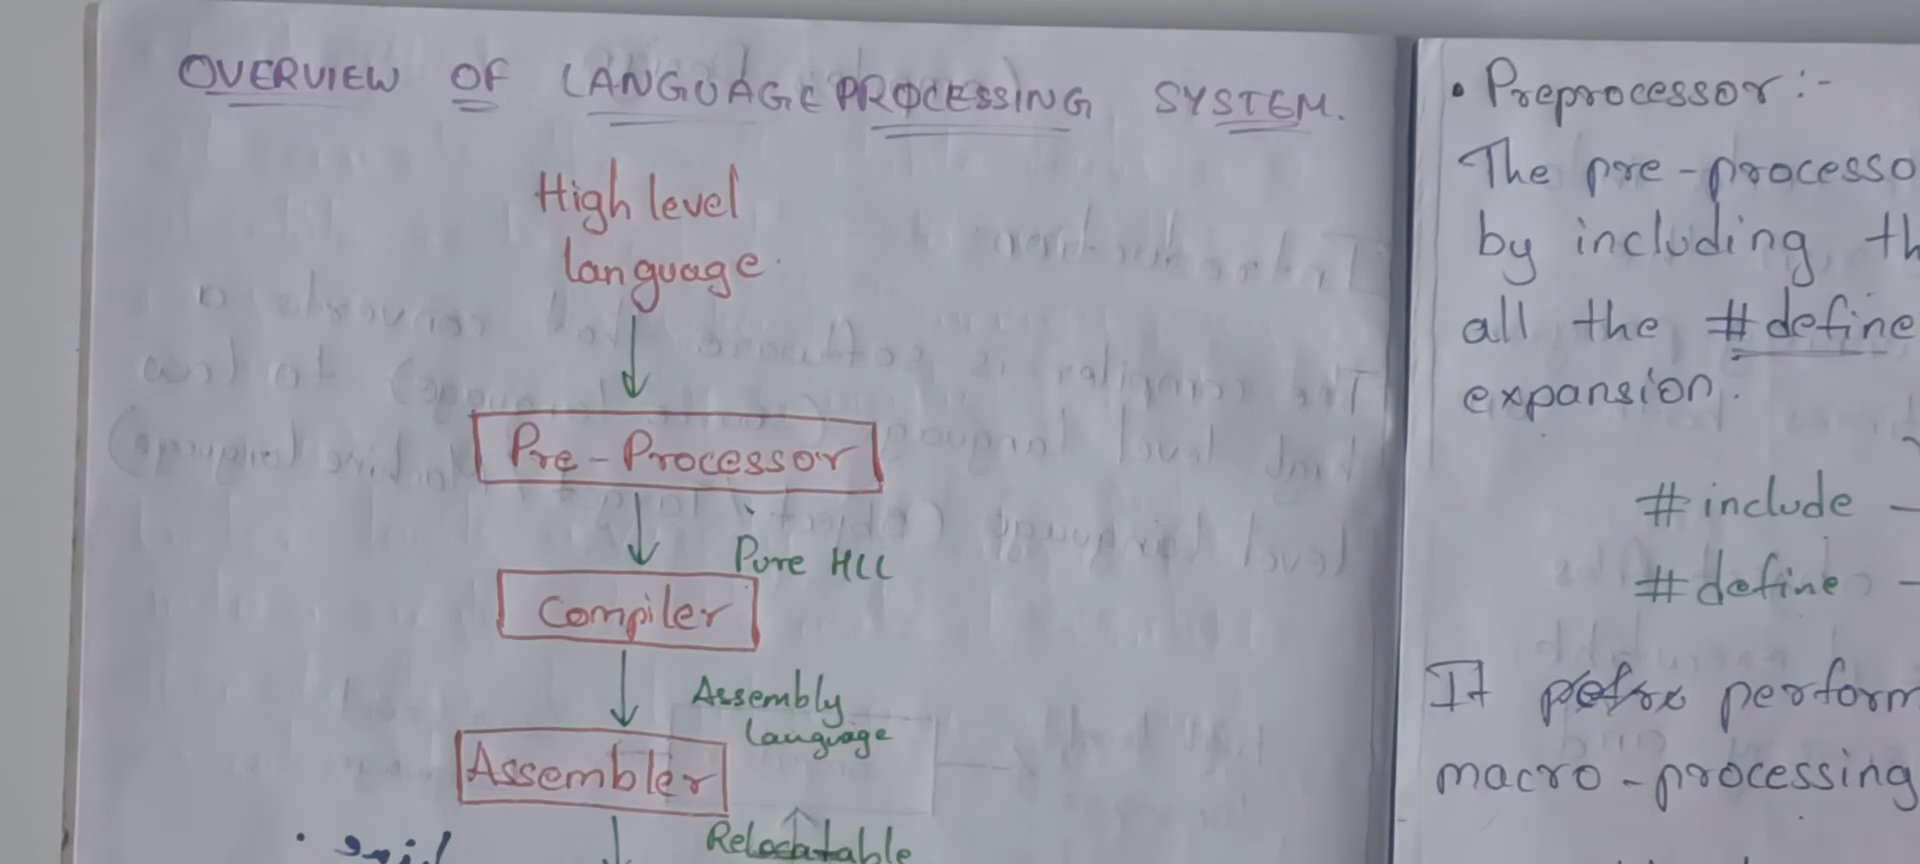 OVERVIEW OF LANGUAGE PROCESSING SYSTEM.
High level
language
Pre-Processor
Pure HLL
Compiler
Assembly
language
Assembler
Relocatable
• Preprocessor :-
The pre-processo
by including th
all the #define
expansion.
#include -
#define -
It perform
macro-processing